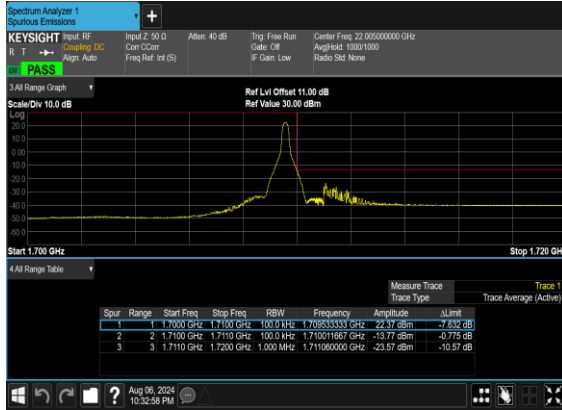 Spectrum Analyzer 1
Spurious Emissions
+
KEYSIGHT Input: RF Input Z: 50 Ω Atten: 40 dB Trig: Free Run Center Freq: 22.005000000 GHz
R T Coupling: DC Corr CCorr Gate: Off Avg|Hold: 1000/1000
Align: Auto Freq Ref: Int (S) IF Gain: Low Radio Std: None
PASS
3 All Range Graph
Ref Lvl Offset 11.00 dB
Scale/Div 10.0 dB Ref Value 30.00 dBm
Log
20.0
10.0
0.00
-10.0
-20.0
-30.0
-40.0
-50.0
-60.0
Start 1.700 GHz Stop 1.720 GH
4 All Range Table
Measure Trace Trace 1
Trace Type Trace Average (Active)
Spur Range Start Freq Stop Freq RBW Frequency Amplitude ΔLimit
1 1 1.7000 GHz 1.7100 GHz 100.0 kHz 1.709533333 GHz 22.37 dBm -7.632 dB
2 2 1.7100 GHz 1.7110 GHz 100.0 kHz 1.710011667 GHz -13.77 dBm -0.775 dB
3 3 1.7110 GHz 1.7200 GHz 1.000 MHz 1.711060000 GHz -23.57 dBm -10.57 dB
? Aug 06, 2024
10:32:58 PM